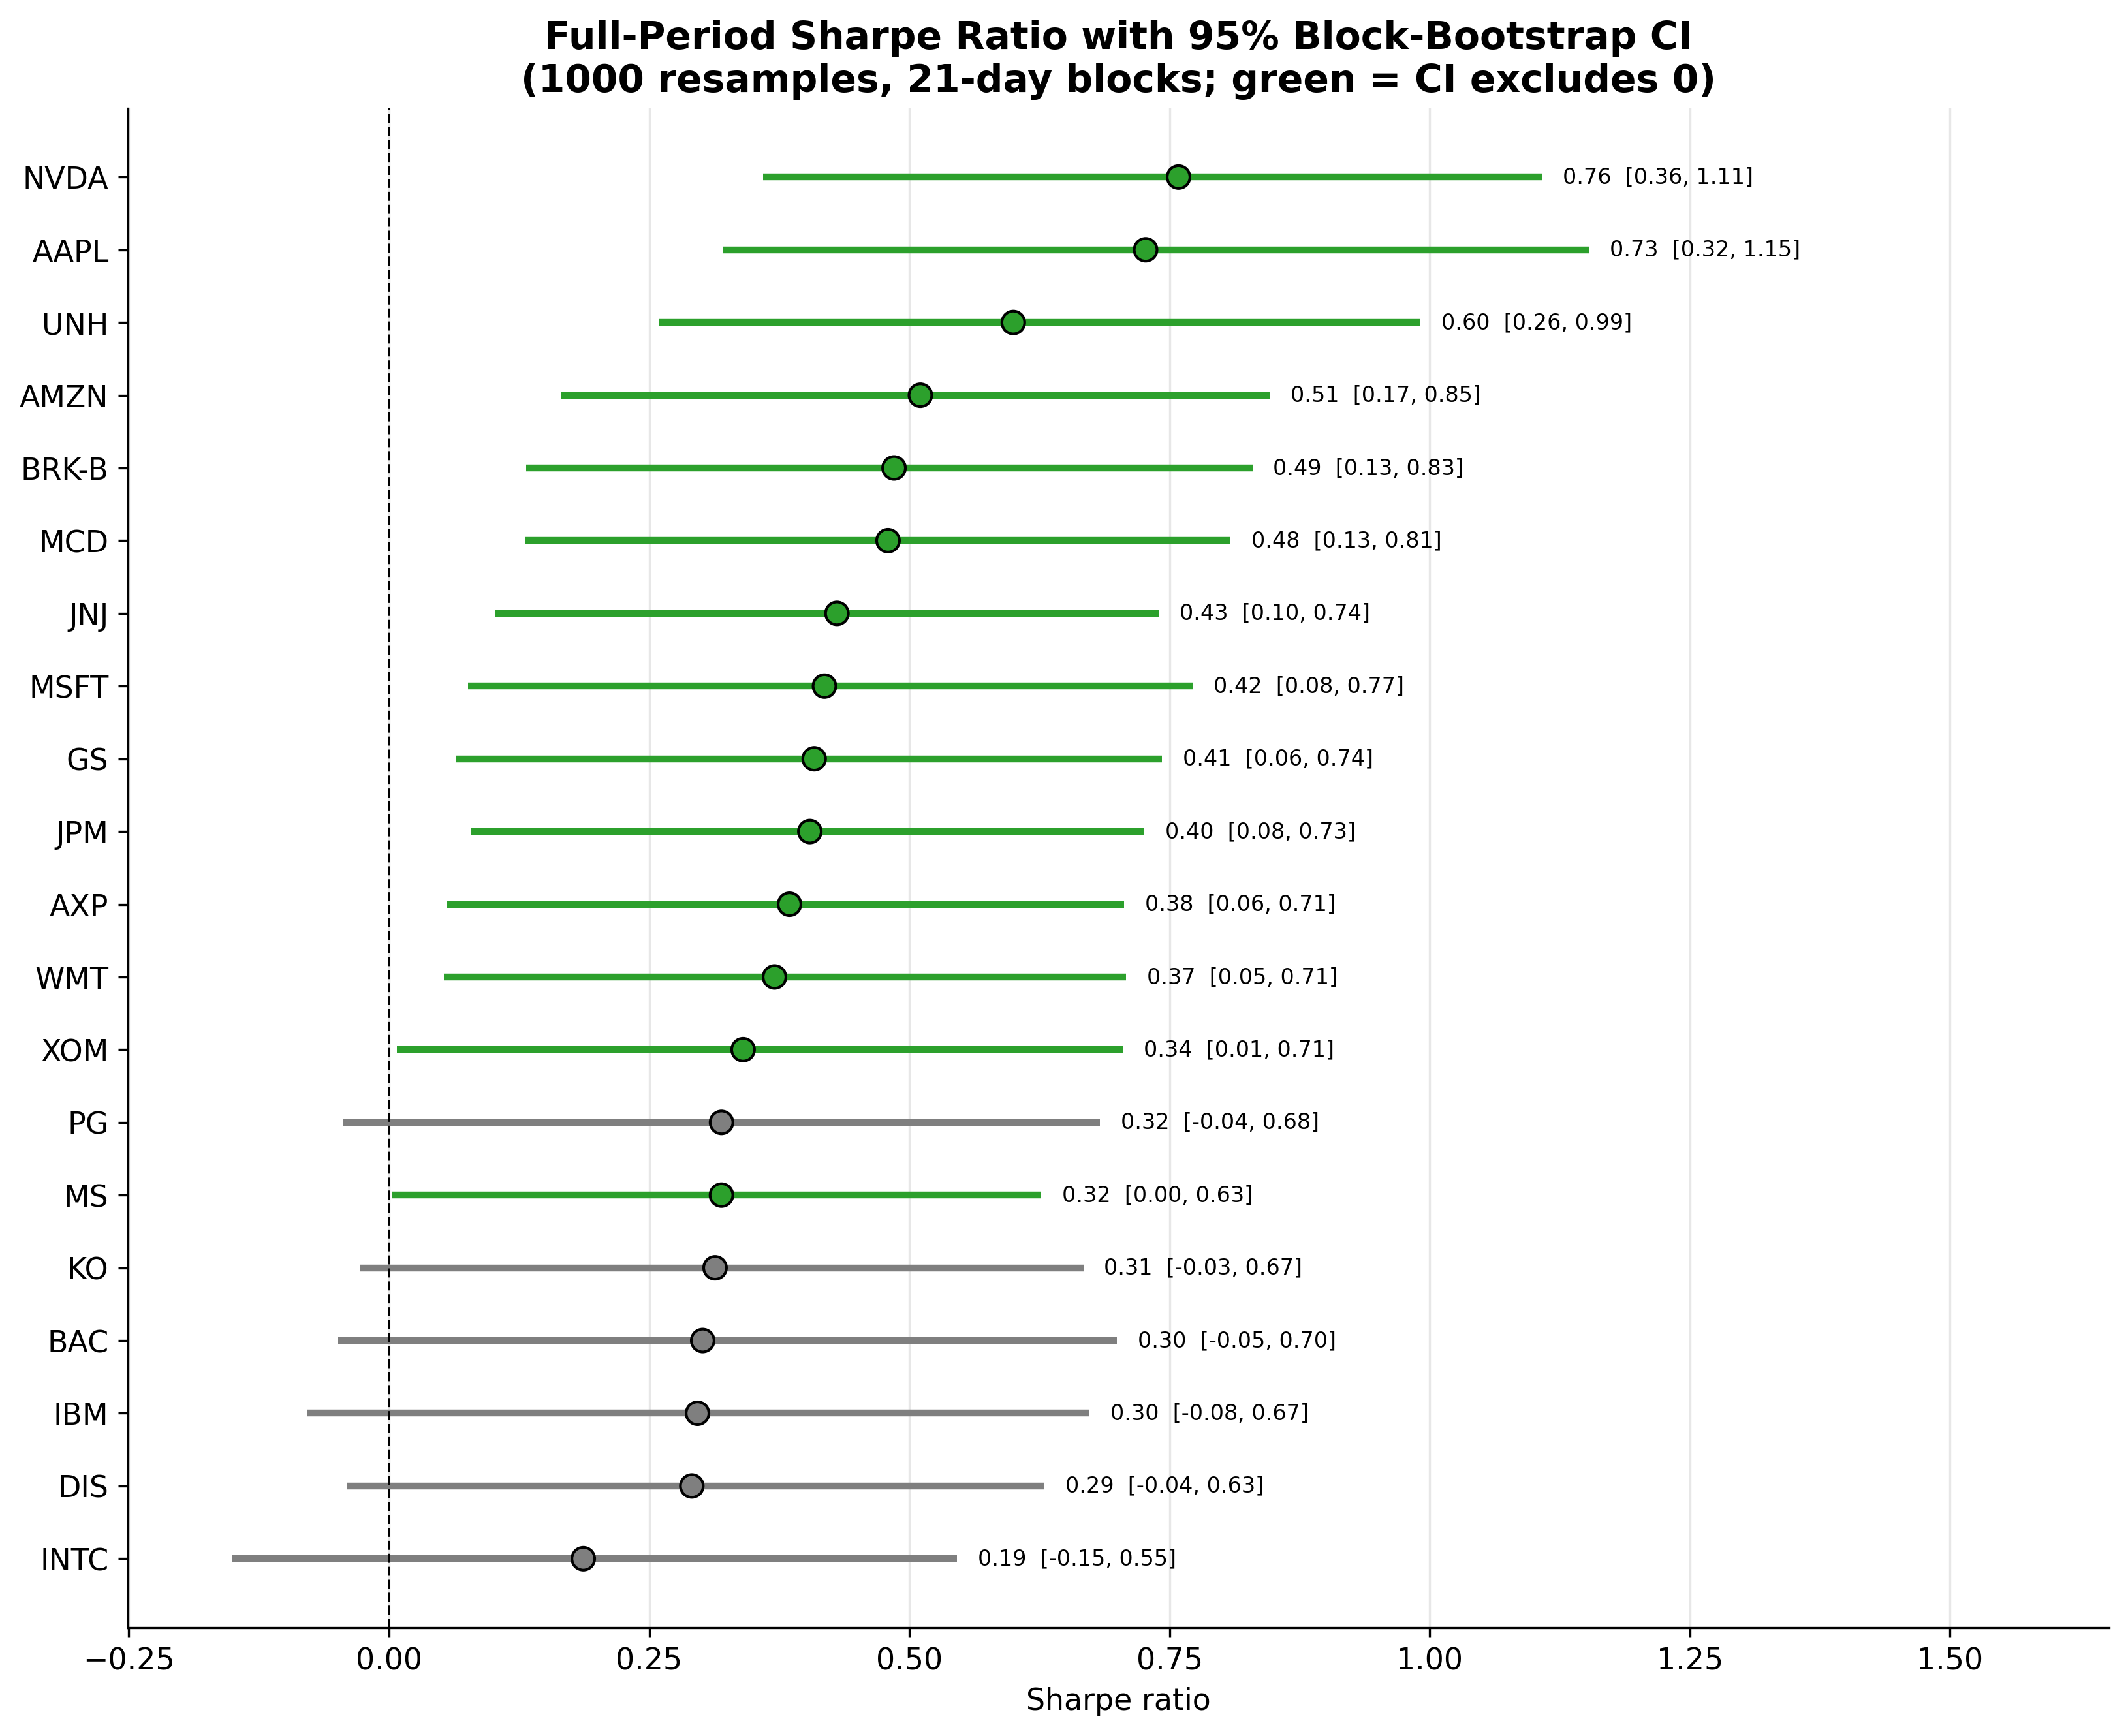 Full-Period Sharpe Ratio with 95% Block-Bootstrap CI
(1000 resamples, 21-day blocks; green = CI excludes 0)
NVDA 0.76 [0.36, 1.11]
AAPL 0.73 [0.32, 1.15]
UNH 0.60 [0.26, 0.99]
AMZN 0.51 [0.17, 0.85]
BRK-B 0.49 [0.13, 0.83]
MCD 0.48 [0.13, 0.81]
JNJ 0.43 [0.10, 0.74]
MSFT 0.42 [0.08, 0.77]
GS 0.41 [0.06, 0.74]
JPM 0.40 [0.08, 0.73]
AXP 0.38 [0.06, 0.71]
WMT 0.37 [0.05, 0.71]
XOM 0.34 [0.01, 0.71]
PG 0.32 [-0.04, 0.68]
MS 0.32 [0.00, 0.63]
KO 0.31 [-0.03, 0.67]
BAC 0.30 [-0.05, 0.70]
IBM 0.30 [-0.08, 0.67]
DIS 0.29 [-0.04, 0.63]
INTC 0.19 [-0.15, 0.55]
−0.25 0.00 0.25 0.50 0.75 1.00 1.25 1.50
Sharpe ratio